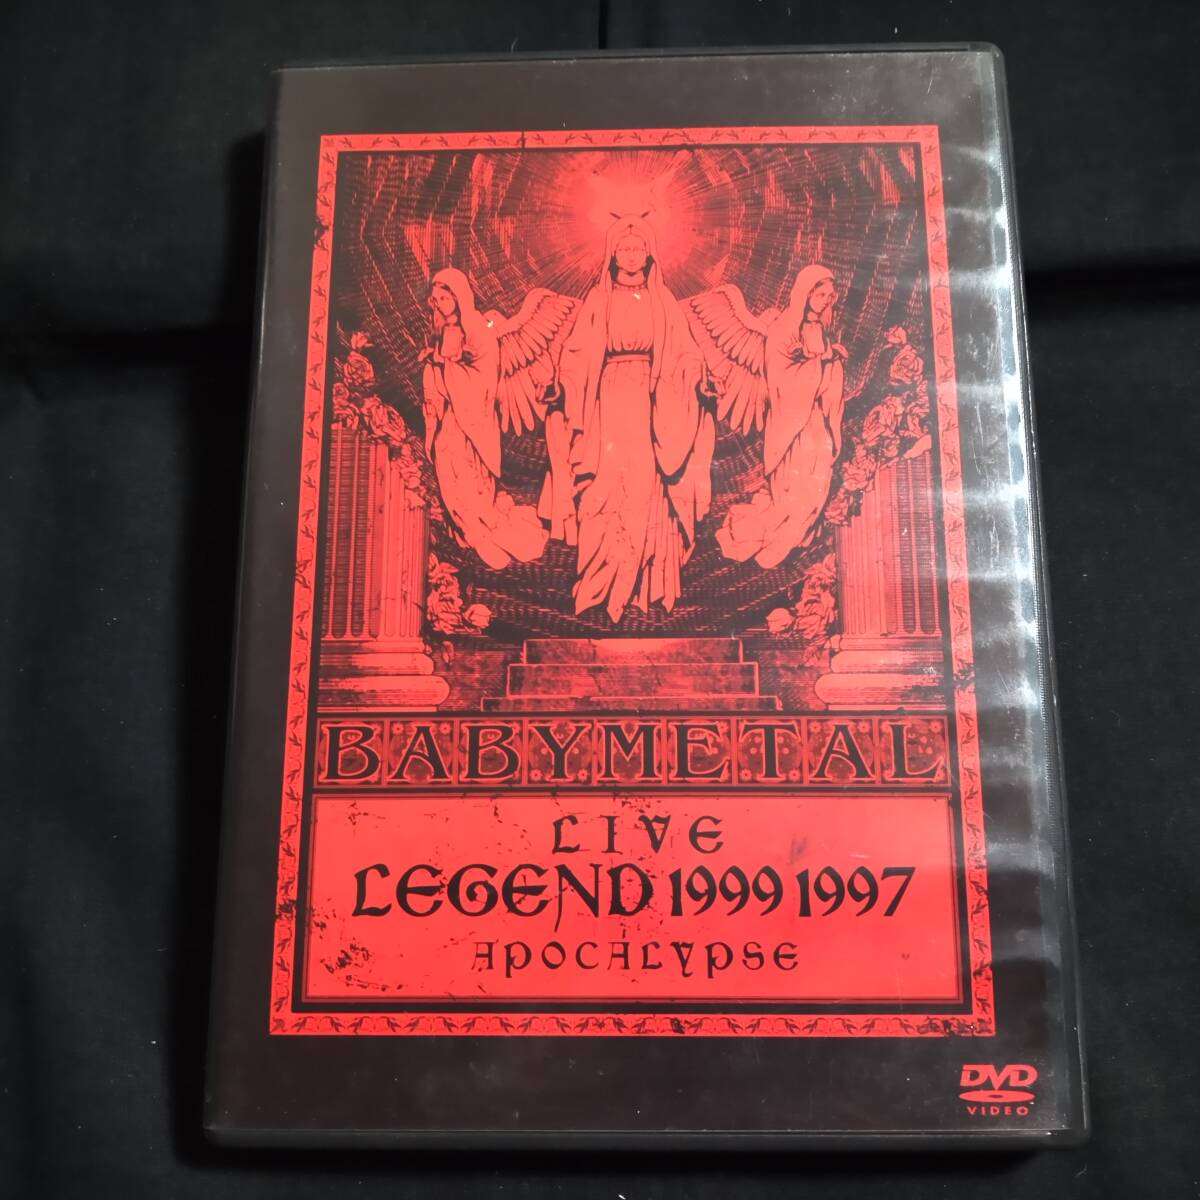 BABYMETAL
LIVE
LEGEND 1999 1997
APOCALYPSE
DVD
VIDEO